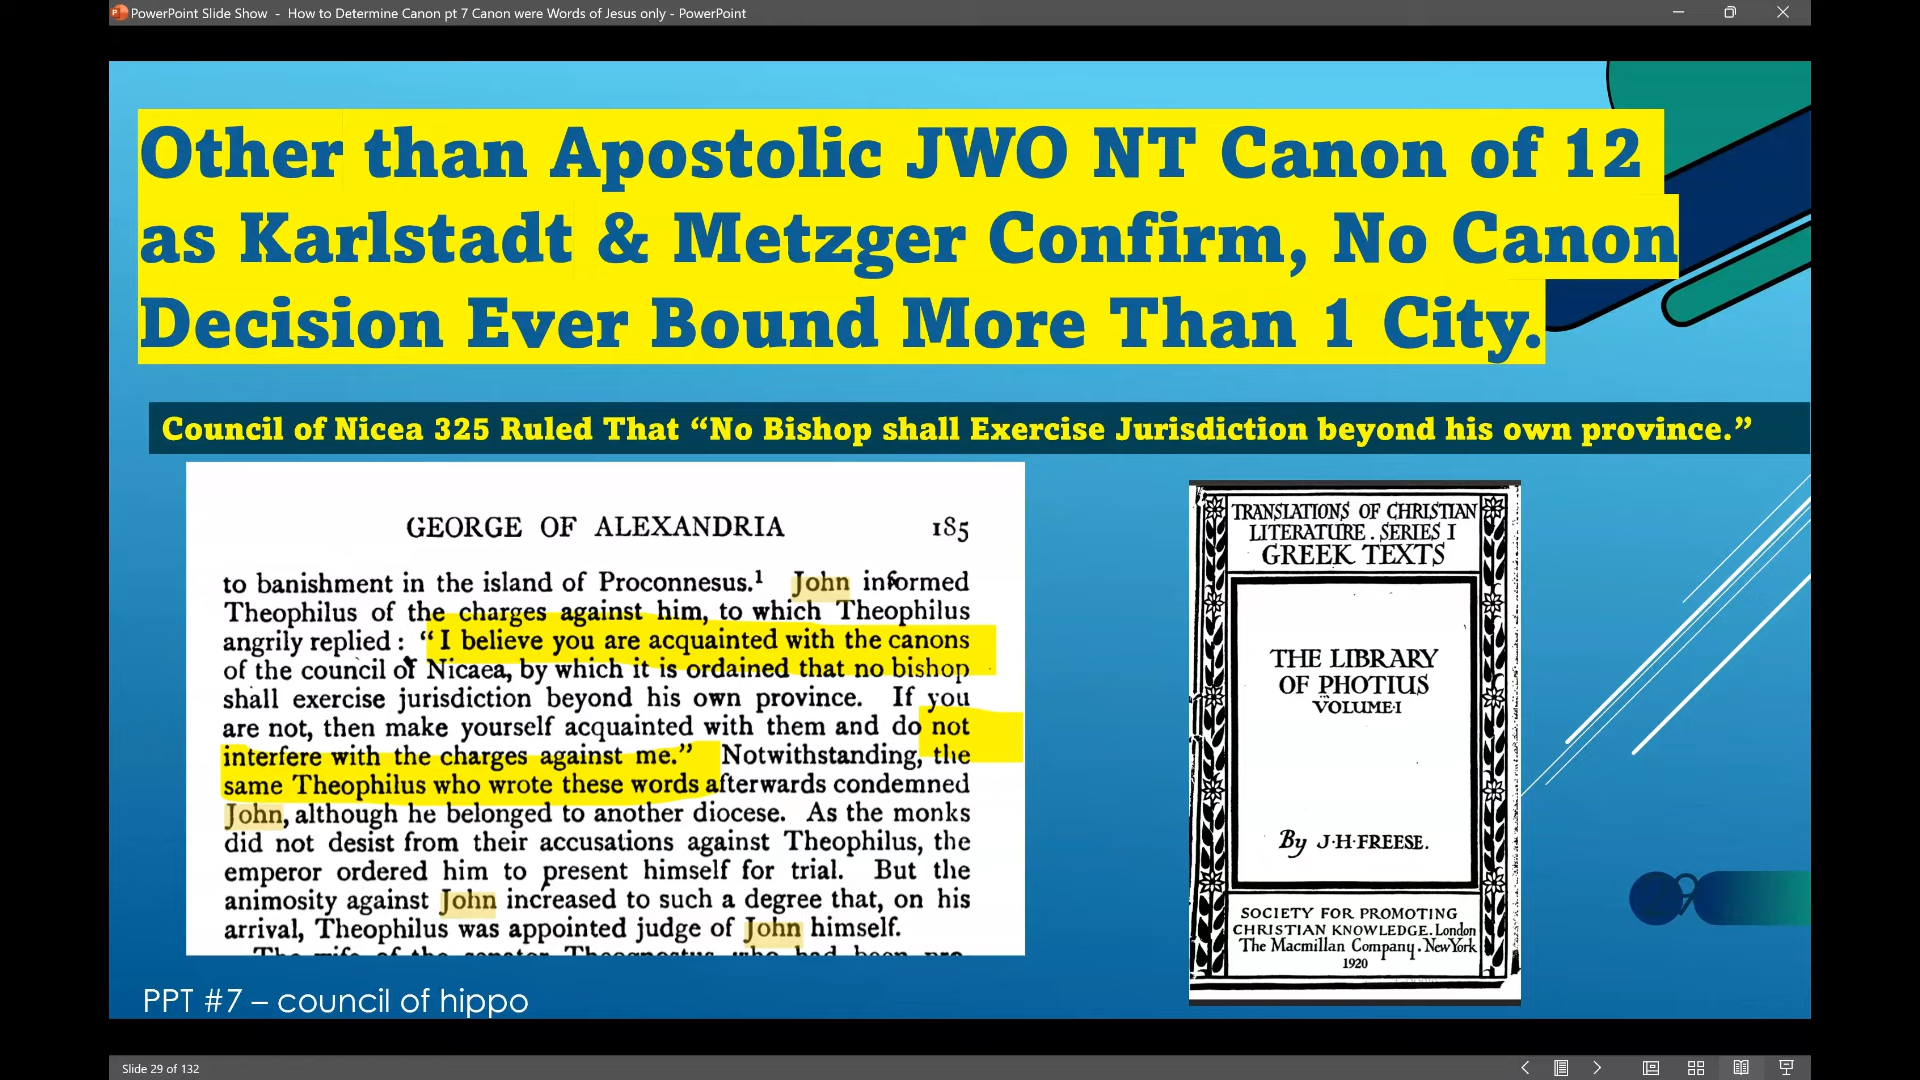 PowerPoint Slide Show - How to Determine Canon pt 7 Canon were Words of Jesus only - PowerPoint
Other than Apostolic JWO NT Canon of 12
as Karlstadt & Metzger Confirm, No Canon
Decision Ever Bound More Than 1 City.
Council of Nicea 325 Ruled That “No Bishop shall Exercise Jurisdiction beyond his own province.”
GEORGE OF ALEXANDRIA 185
to banishment in the island of Proconnesus.¹ John informed
Theophilus of the charges against him, to which Theophilus
angrily replied : “ I believe you are acquainted with the canons
of the council of Nicaea, by which it is ordained that no bishop
shall exercise jurisdiction beyond his own province. If you
are not, then make yourself acquainted with them and do not
interfere with the charges against me.” Notwithstanding, the
same Theophilus who wrote these words afterwards condemned
John, although he belonged to another diocese. As the monks
did not desist from their accusations against Theophilus, the
emperor ordered him to present himself for trial. But the
animosity against John increased to such a degree that, on his
arrival, Theophilus was appointed judge of John himself.
TRANSLATIONS OF CHRISTIAN
LITERATURE . SERIES I
GREEK TEXTS
THE LIBRARY
OF PHOTIUS
VOLUME·I
By J·H·FREESE.
SOCIETY FOR PROMOTING
CHRISTIAN KNOWLEDGE. London
The Macmillan Company. New York
1920
PPT #7 – council of hippo
Slide 29 of 132